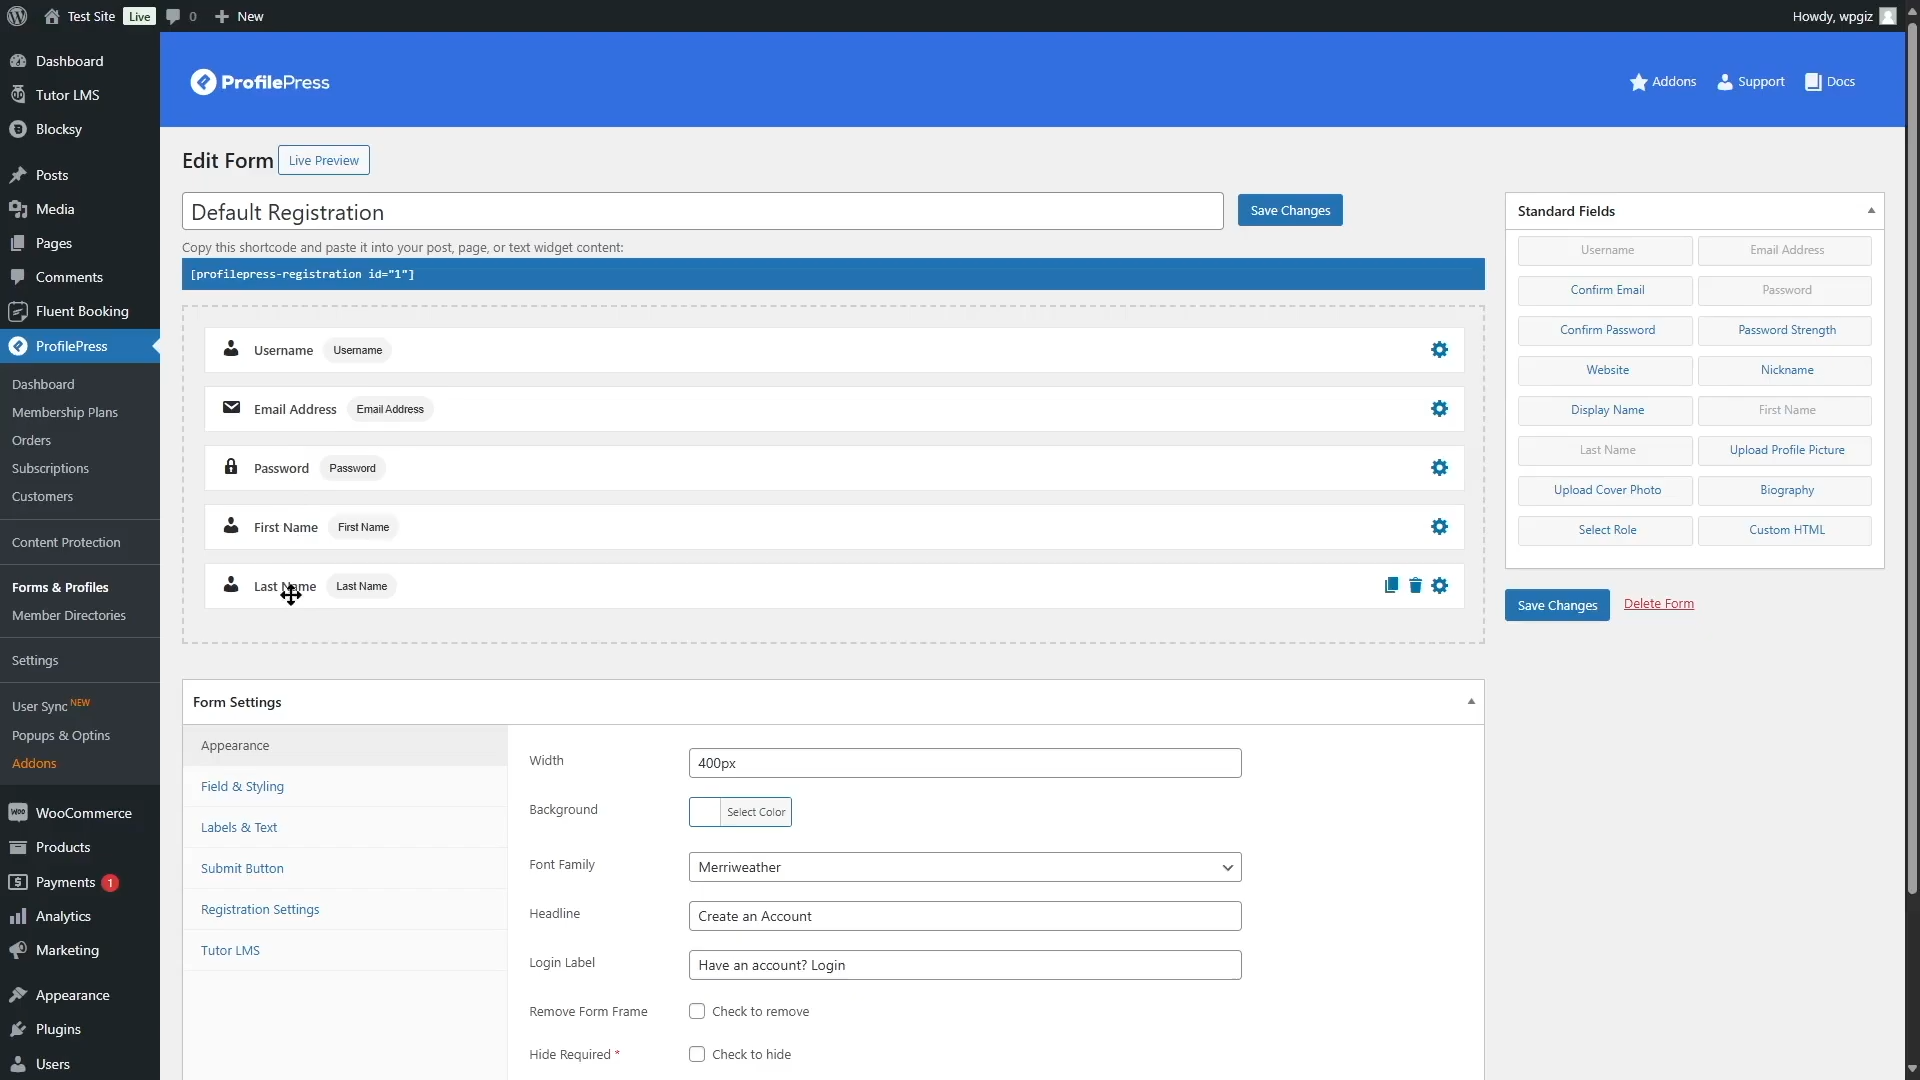 Test Site Live 0 New Howdy, wpgiz
Dashboard
Tutor LMS
Blocksy
Posts
Media
Pages
Comments
Fluent Booking
ProfilePress
Dashboard
Membership Plans
Orders
Subscriptions
Customers
Content Protection
Forms & Profiles
Member Directories
Settings
User Sync NEW
Popups & Optins
Addons
WooCommerce
Products
Payments 1
Analytics
Marketing
Appearance
Plugins
Users
ProfilePress
Addons Support Docs
Edit Form Live Preview
Default Registration Save Changes
Copy this shortcode and paste it into your post, page, or text widget content:
[profilepress-registration id="1"]
Username Username
Email Address Email Address
Password Password
First Name First Name
Last Name Last Name
Form Settings
Appearance
Field & Styling
Labels & Text
Submit Button
Registration Settings
Tutor LMS
Width 400px
Background Select Color
Font Family Merriweather
Headline Create an Account
Login Label Have an account? Login
Remove Form Frame Check to remove
Hide Required * Check to hide
Standard Fields
Username Email Address
Confirm Email Password
Confirm Password Password Strength
Website Nickname
Display Name First Name
Last Name Upload Profile Picture
Upload Cover Photo Biography
Select Role Custom HTML
Save Changes Delete Form